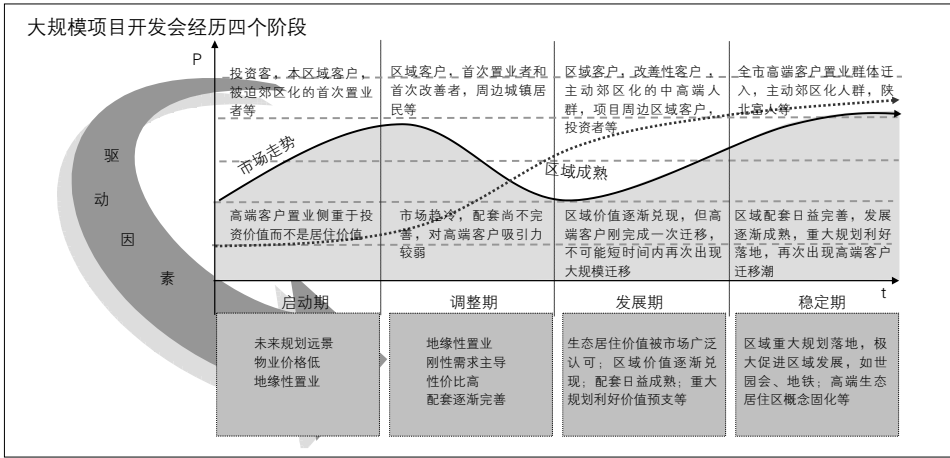 大规模项目开发会经历四个阶段
P
投资客，本区域客户，
被迫郊区化的首次置业
者等
区域客户，首次置业者和
首次改善者，周边城镇居
民等
区域客户，改善性客户，
主动郊区化的中高端人
群，项目周边区域客户，
投资者等
全市高端客户置业群体迁
入，主动郊区化人群，陕
北富人等
市场走势
区域成熟
驱
动
因
素
高端客户置业侧重于投
资价值而不是居住价值
市场趋冷，配套尚不完
善，对高端客户吸引力
较弱
区域价值逐渐兑现，但高
端客户刚完成一次迁移，
不可能短时间内再次出现
大规模迁移
区域配套日益完善，发展
逐渐成熟，重大规划利好
落地，再次出现高端客户
迁移潮
t
启动期
调整期
发展期
稳定期
未来规划远景
物业价格低
地缘性置业
地缘性置业
刚性需求主导
性价比高
配套逐渐完善
生态居住价值被市场广泛
认可；区域价值逐渐兑
现；配套日益成熟；重大
规划利好价值预支等
区域重大规划落地，极
大促进区域发展，如世
园会、地铁；高端生态
居住区概念固化等